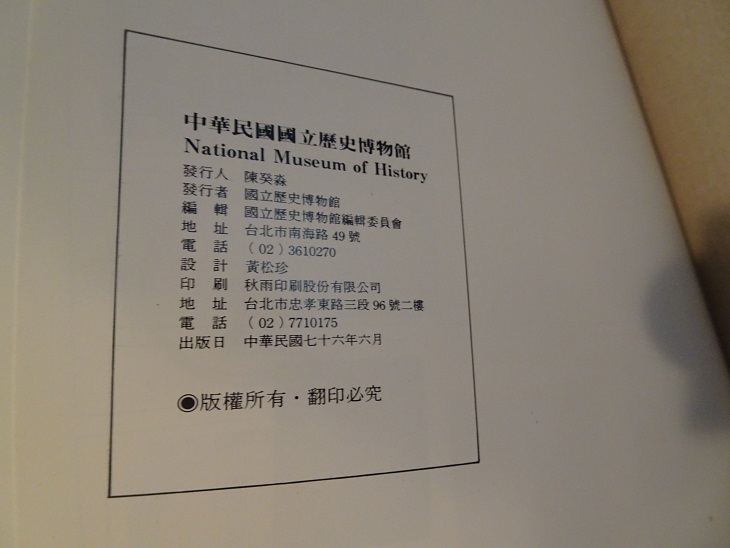 中華民國國立歷史博物館
National Museum of History
發行人 陳癸淼
發行者 國立歷史博物館
編輯 國立歷史博物館編輯委員會
地址 台北市南海路49號
電話 （02）3610270
設計 黃松珍
印刷 秋雨印刷股份有限公司
地址 台北市忠孝東路三段96號二樓
電話 （02）7710175
出版日 中華民國七十六年六月
◉版權所有・翻印必究